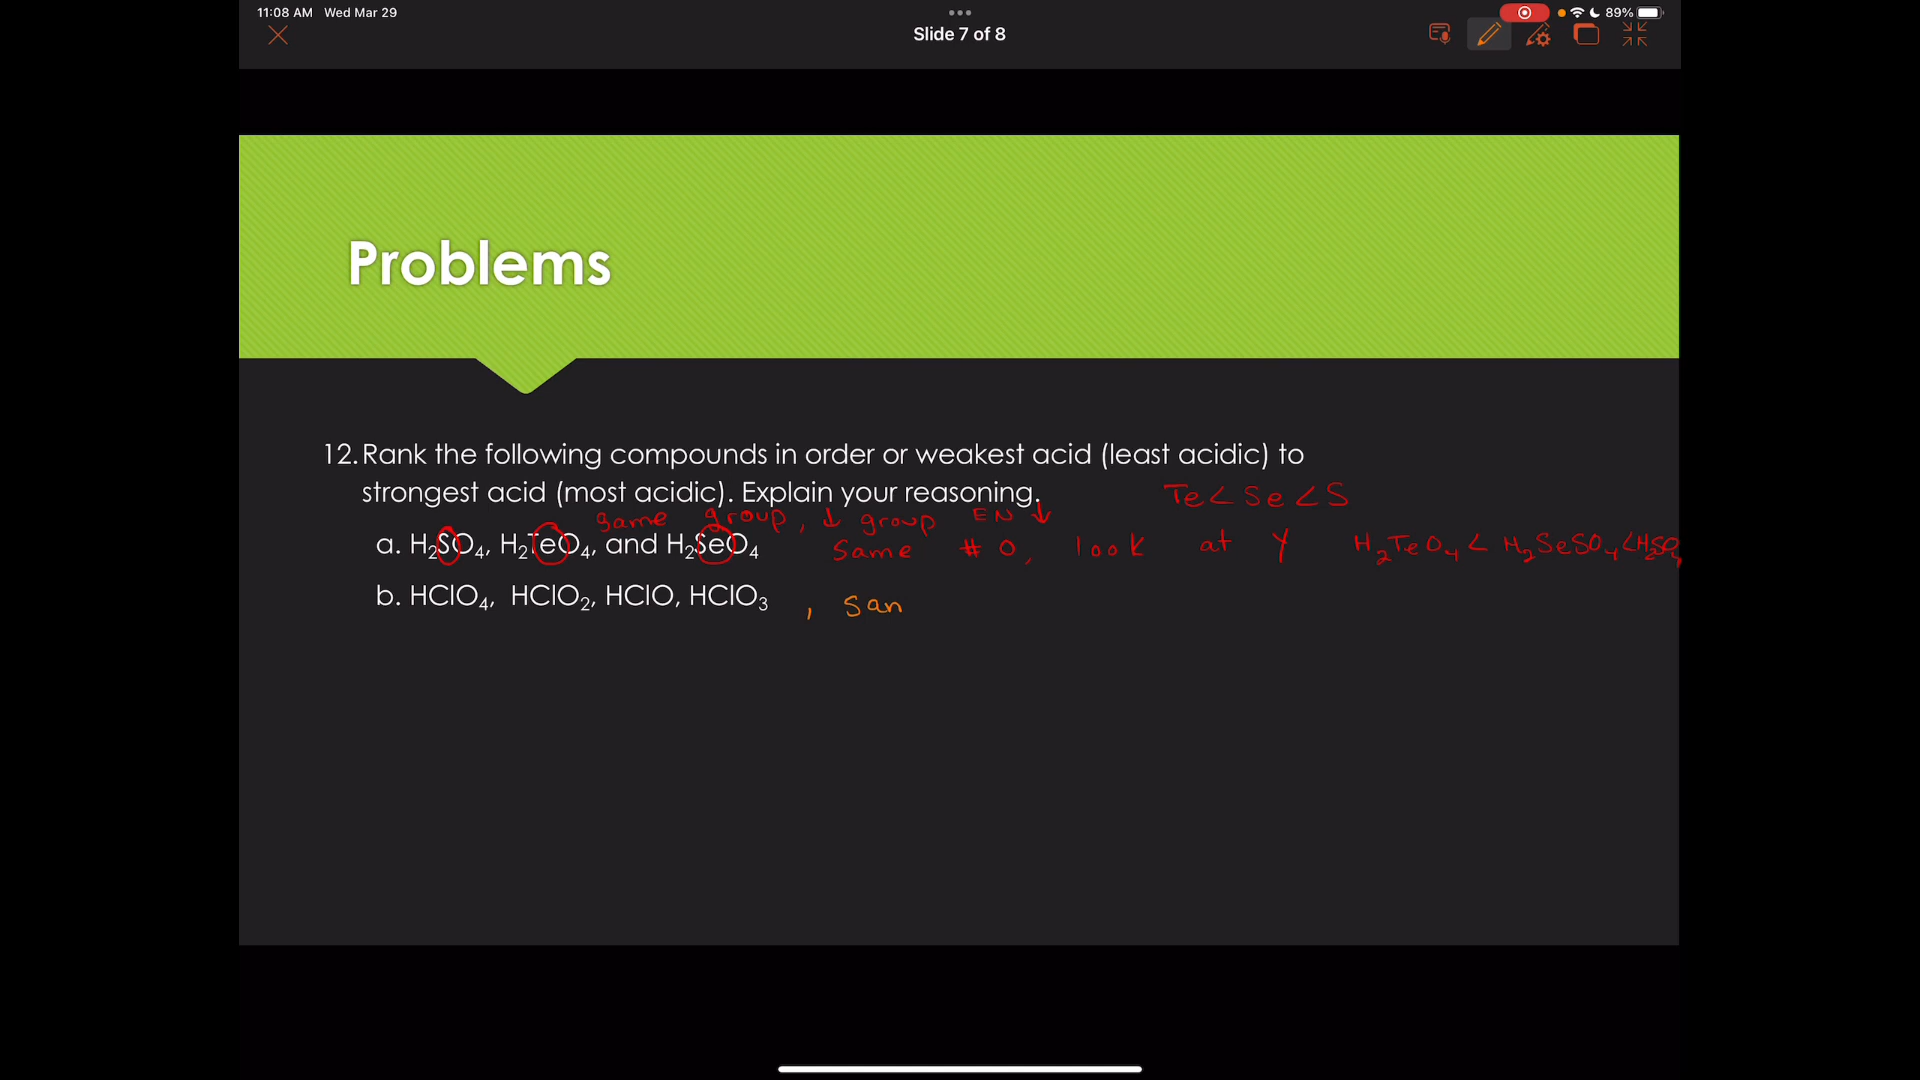 11:08 AM Wed Mar 29
89%
Slide 7 of 8
Problems
12. Rank the following compounds in order or weakest acid (least acidic) to
strongest acid (most acidic). Explain your reasoning. Te < Se < S
same group, ↓ group EN ↓
a. H₂SO₄, H₂TeO₄, and H₂SeO₄ same # O, look at Y H₂TeO₄ < H₂SeSO₄ < H₂SO₄
b. HClO₄, HClO₂, HClO, HClO₃ , san